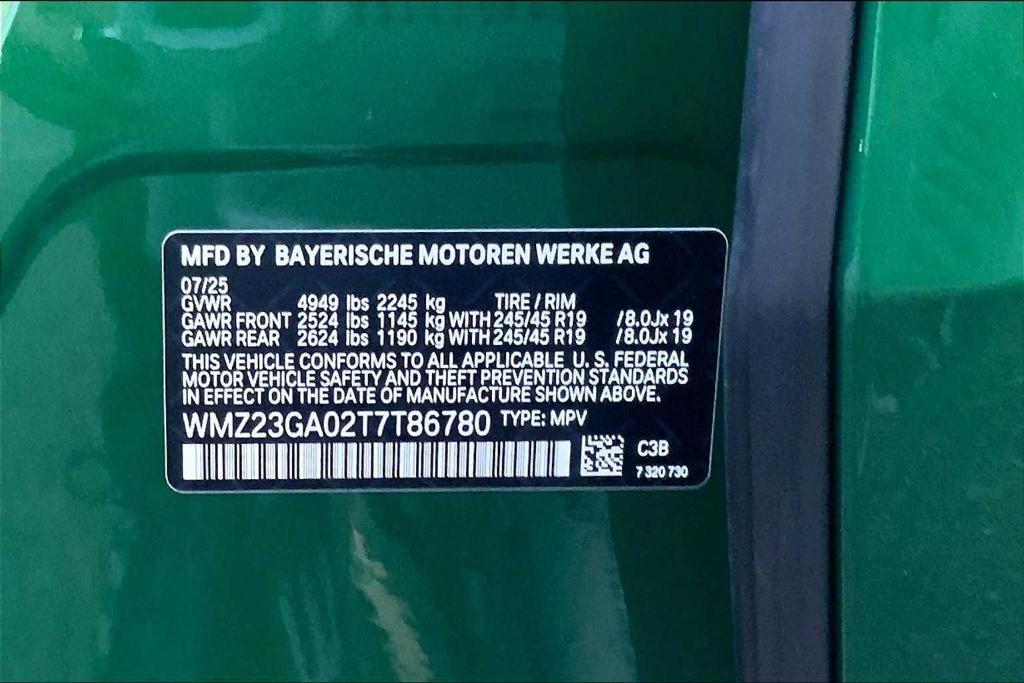 MFD BY BAYERISCHE MOTOREN WERKE AG
07/25
GVWR 4949 lbs 2245 kg TIRE / RIM
GAWR FRONT 2524 lbs 1145 kg WITH 245/45 R19 /8.0Jx 19
GAWR REAR 2624 lbs 1190 kg WITH 245/45 R19 /8.0Jx 19
THIS VEHICLE CONFORMS TO ALL APPLICABLE U. S. FEDERAL
MOTOR VEHICLE SAFETY AND THEFT PREVENTION STANDARDS
IN EFFECT ON THE DATE OF MANUFACTURE SHOWN ABOVE.
WMZ23GA02T7T86780 TYPE: MPV
C3B
7 320 730